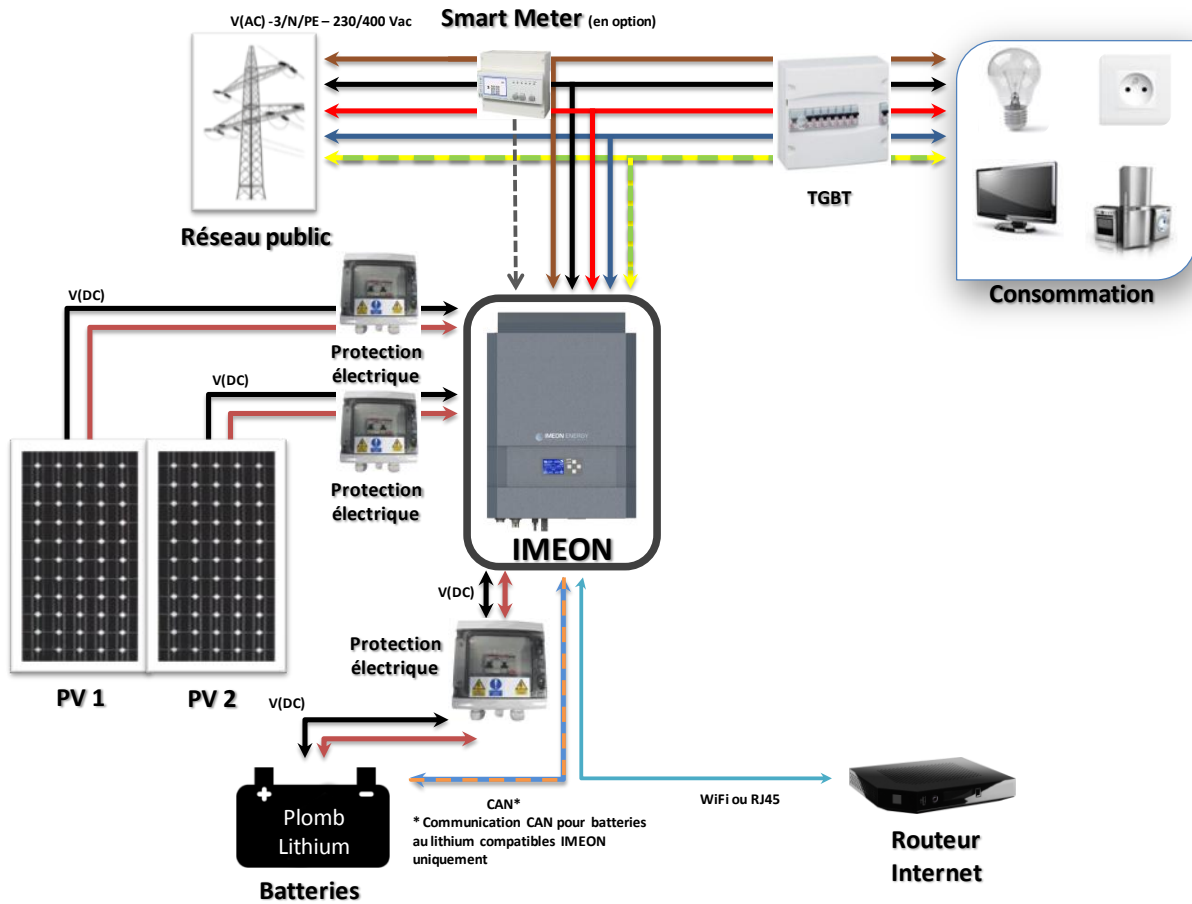 V(AC) -3/N/PE – 230/400 Vac
Smart Meter (en option)
TGBT
Réseau public
Consommation
V(DC)
Protection
électrique
V(DC)
Protection
électrique
IMEON ENERGY
IMEON
PV 1
PV 2
V(DC)
Protection
électrique
V(DC)
Plomb
Lithium
Batteries
CAN*
* Communication CAN pour batteries
au lithium compatibles IMEON
uniquement
WiFi ou RJ45
Routeur
Internet